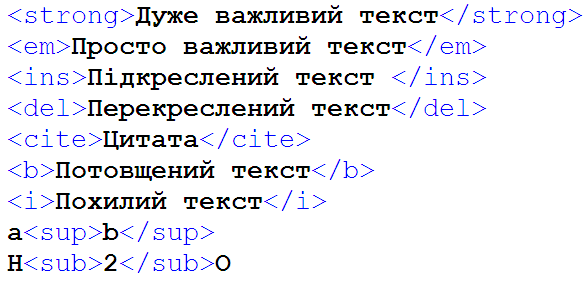 <strong>Дуже важливий текст</strong>
<em>Просто важливий текст</em>
<ins>Підкреслений текст </ins>
<del>Перекреслений текст</del>
<cite>Цитата</cite>
<b>Потовщений текст</b>
<i>Похилий текст</i>
a<sup>b</sup>
H<sub>2</sub>O